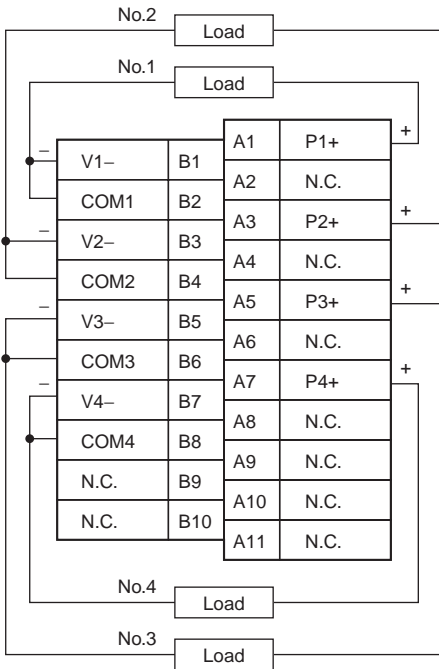 No.2
Load
No.1
Load
+
A1 P1+
– V1– B1
A2 N.C.
COM1 B2
+
A3 P2+
– V2– B3
A4 N.C.
COM2 B4
+
A5 P3+
– V3– B5
A6 N.C.
COM3 B6
+
A7 P4+
– V4– B7
A8 N.C.
COM4 B8
A9 N.C.
N.C. B9
A10 N.C.
N.C. B10
A11 N.C.
No.4
Load
No.3
Load